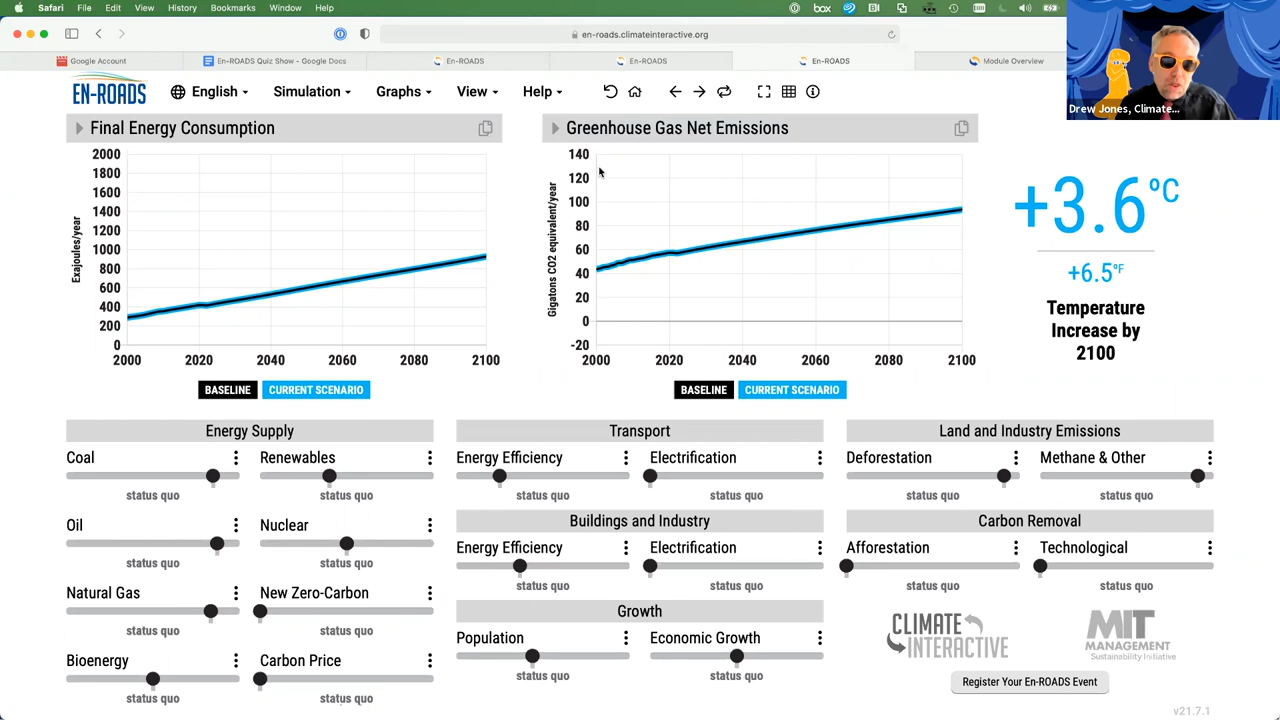 Safari File Edit View History Bookmarks Window Help
box
en-roads.climateinteractive.org
Google Account
En-ROADS Quiz Show - Google Docs
En-ROADS
En-ROADS
En-ROADS
Module Overview
Drew Jones, Climate...
EN-ROADS
English
Simulation
Graphs
View
Help
Final Energy Consumption
2000
1800
1600
1400
1200
1000
800
600
400
200
0
Exajoules/year
2000 2020 2040 2060 2080 2100
BASELINE CURRENT SCENARIO
Greenhouse Gas Net Emissions
140
120
100
80
60
40
20
0
-20
Gigatons CO2 equivalent/year
2000 2020 2040 2060 2080 2100
BASELINE CURRENT SCENARIO
+3.6°C
+6.5°F
Temperature
Increase by
2100
Energy Supply
Coal
status quo
Renewables
status quo
Oil
status quo
Nuclear
status quo
Natural Gas
status quo
New Zero-Carbon
status quo
Bioenergy
status quo
Carbon Price
status quo
Transport
Energy Efficiency
status quo
Electrification
status quo
Buildings and Industry
Energy Efficiency
status quo
Electrification
status quo
Growth
Population
status quo
Economic Growth
status quo
Land and Industry Emissions
Deforestation
status quo
Methane & Other
status quo
Carbon Removal
Afforestation
status quo
Technological
status quo
CLIMATE
INTERACTIVE
MIT
MANAGEMENT
Sustainability Initiative
Register Your En-ROADS Event
v21.7.1